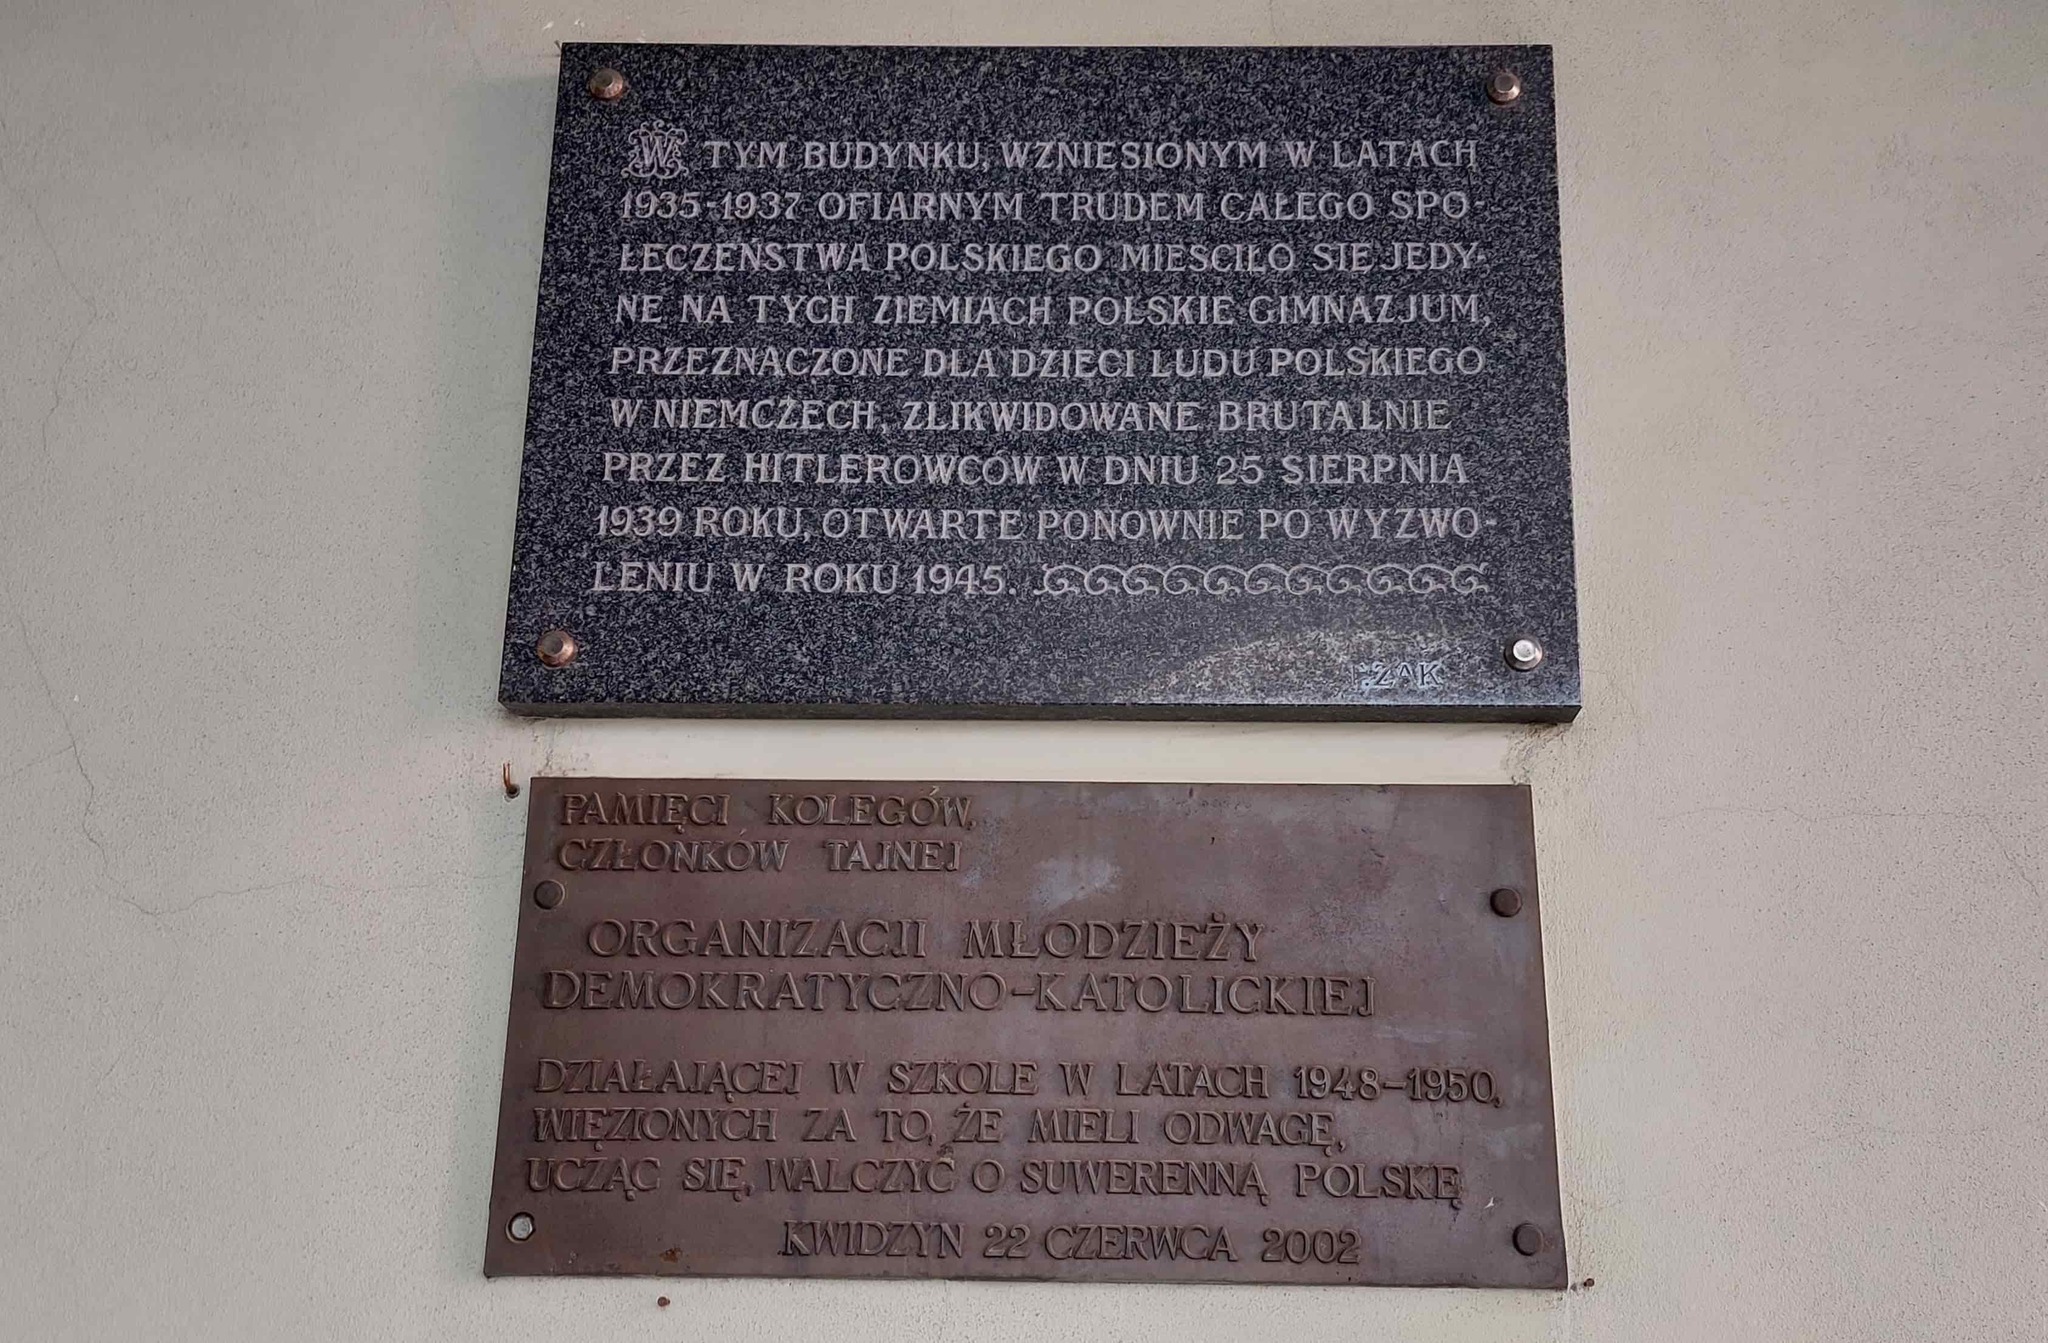 W TYM BUDYNKU, WZNIESIONYM W LATACH
1935-1937 OFIARNYM TRUDEM CAŁEGO SPO-
ŁECZEŃSTWA POLSKIEGO MIEŚCIŁO SIĘ JEDY-
NE NA TYCH ZIEMIACH POLSKIE GIMNAZJUM,
PRZEZNACZONE DLA DZIECI LUDU POLSKIEGO
W NIEMCZECH, ZLIKWIDOWANE BRUTALNIE
PRZEZ HITLEROWCÓW W DNIU 25 SIERPNIA
1939 ROKU, OTWARTE PONOWNIE PO WYZWO-
LENIU W ROKU 1945.
ŻAK
PAMIĘCI KOLEGÓW,
CZŁONKÓW TAJNEJ
ORGANIZACJI MŁODZIEŻY
DEMOKRATYCZNO-KATOLICKIEJ
DZIAŁAJĄCEJ W SZKOLE W LATACH 1948-1950,
WIĘZIONYCH ZA TO, ŻE MIELI ODWAGĘ,
UCZĄC SIĘ, WALCZYĆ O SUWERENNĄ POLSKĘ
KWIDZYN 22 CZERWCA 2002